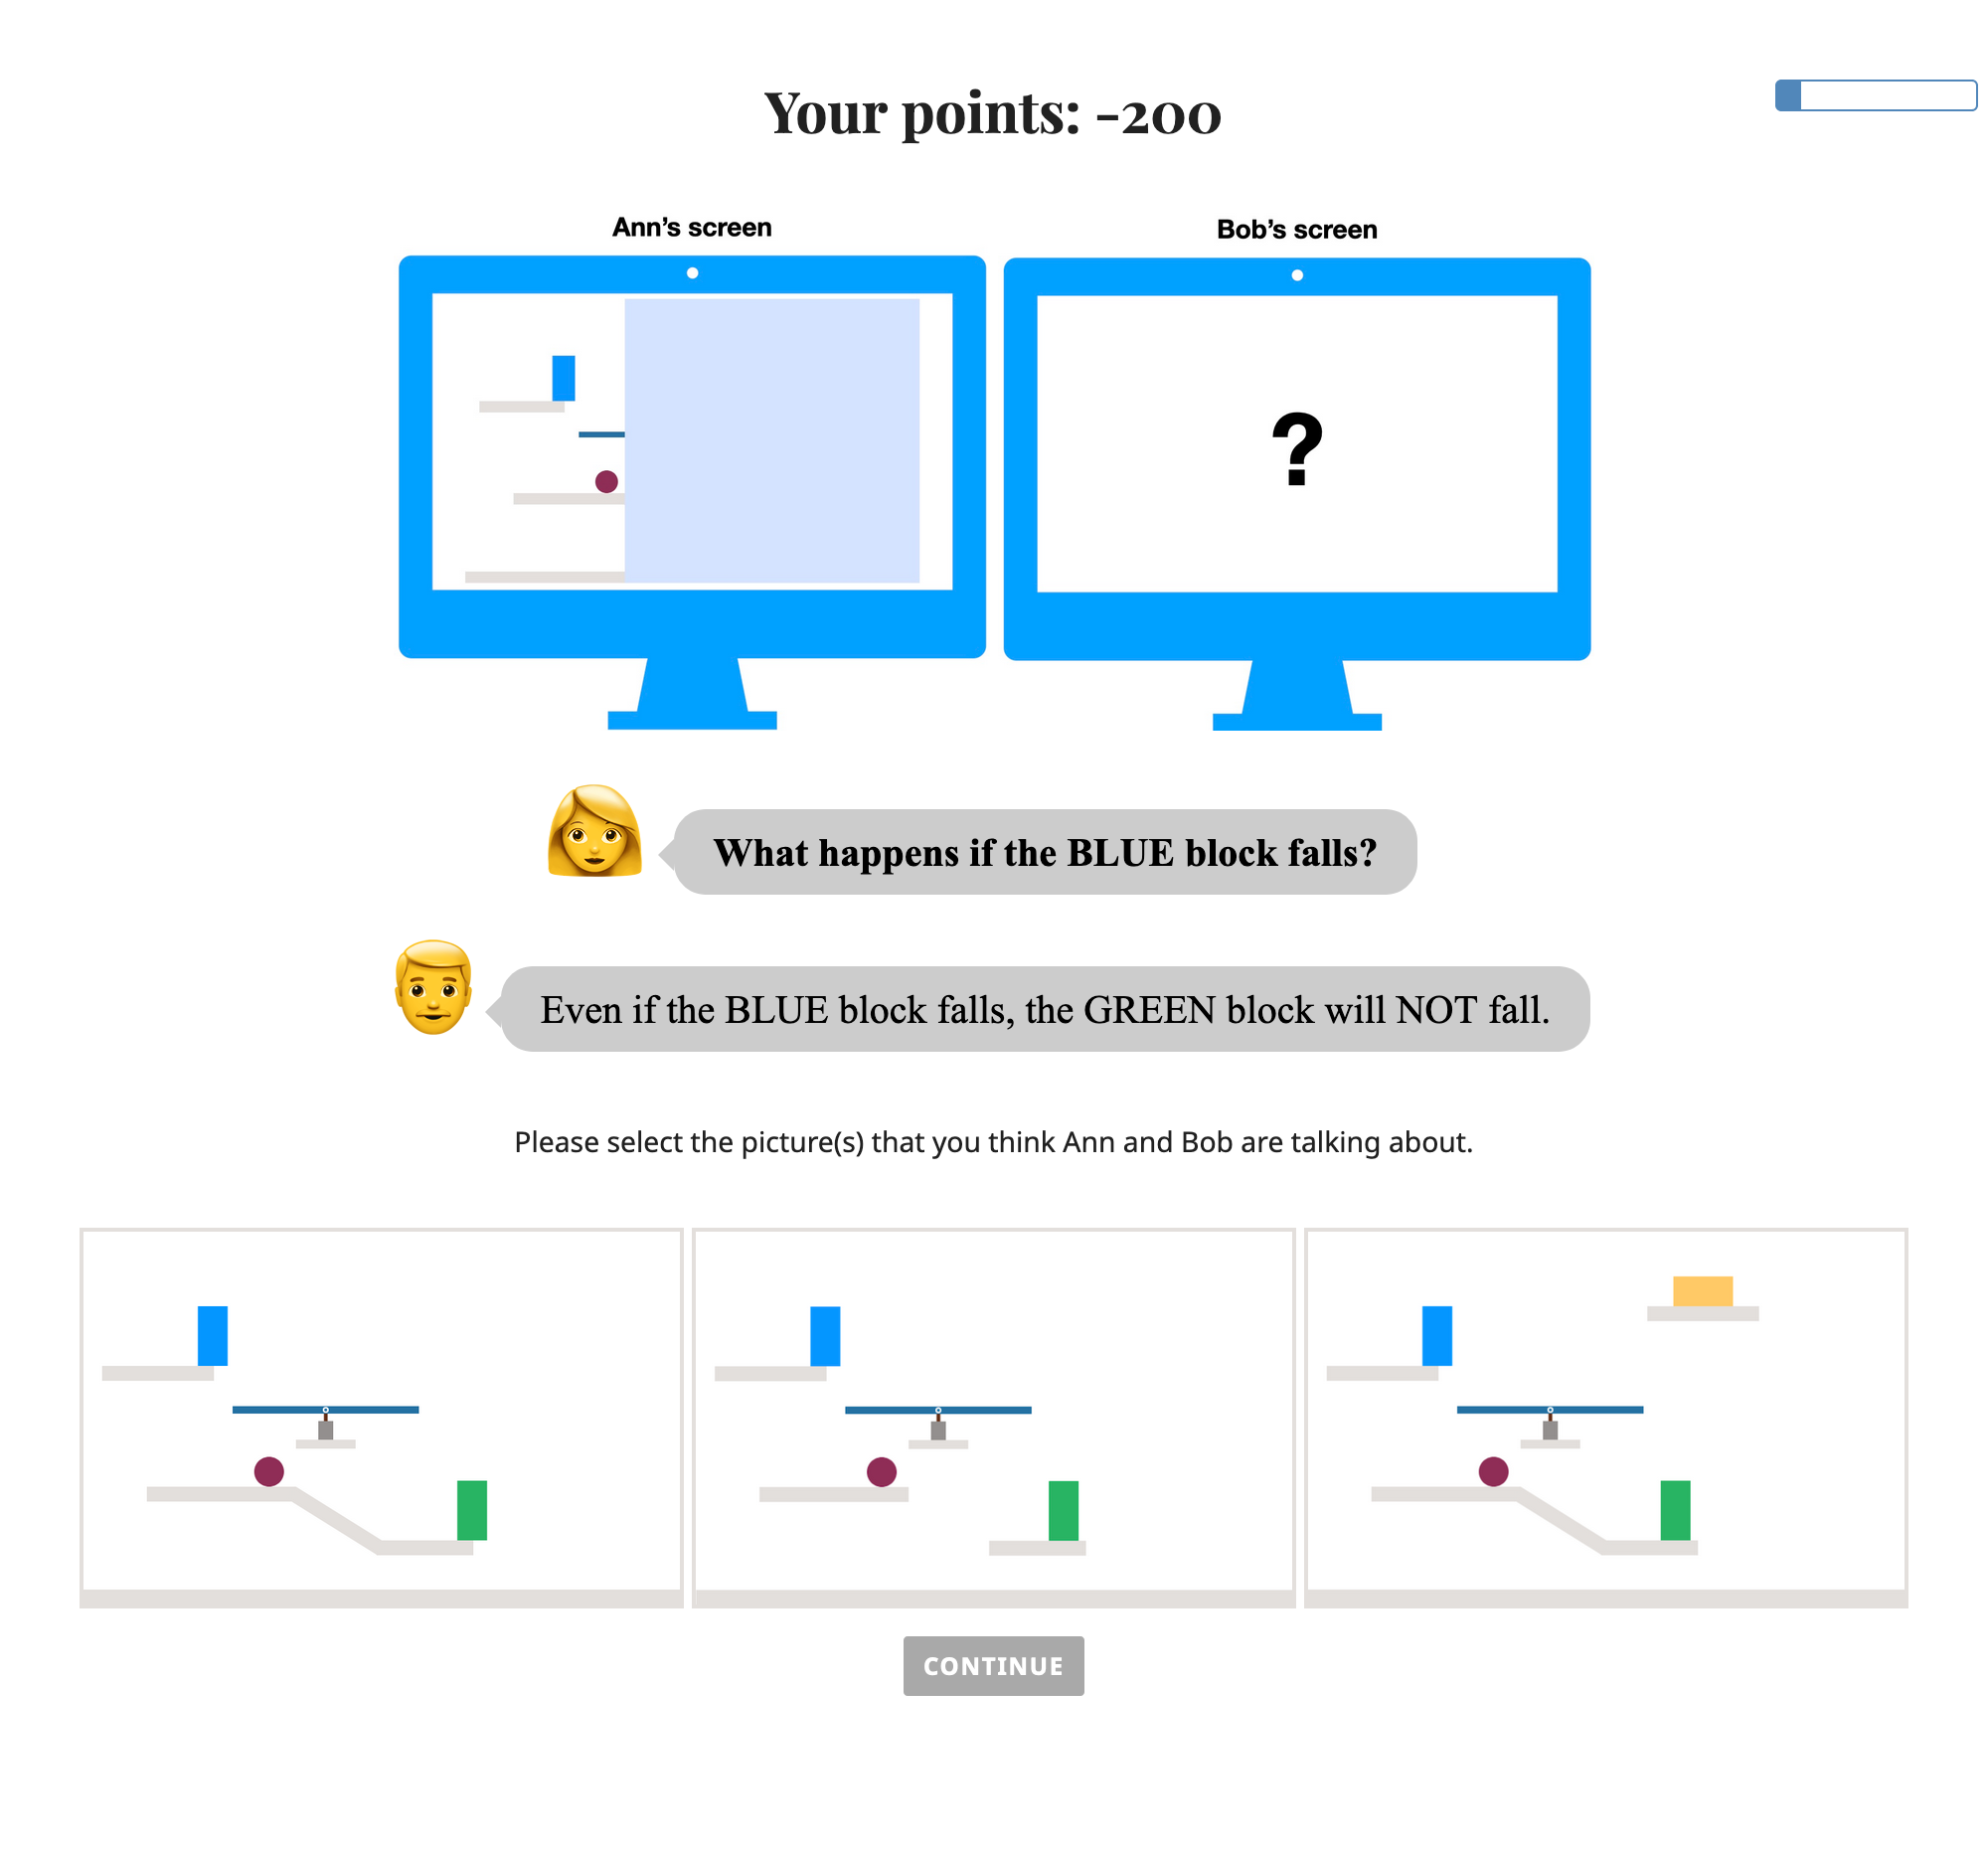 Your points: -200
Ann's screen
Bob's screen
?
What happens if the BLUE block falls?
Even if the BLUE block falls, the GREEN block will NOT fall.
Please select the picture(s) that you think Ann and Bob are talking about.
CONTINUE